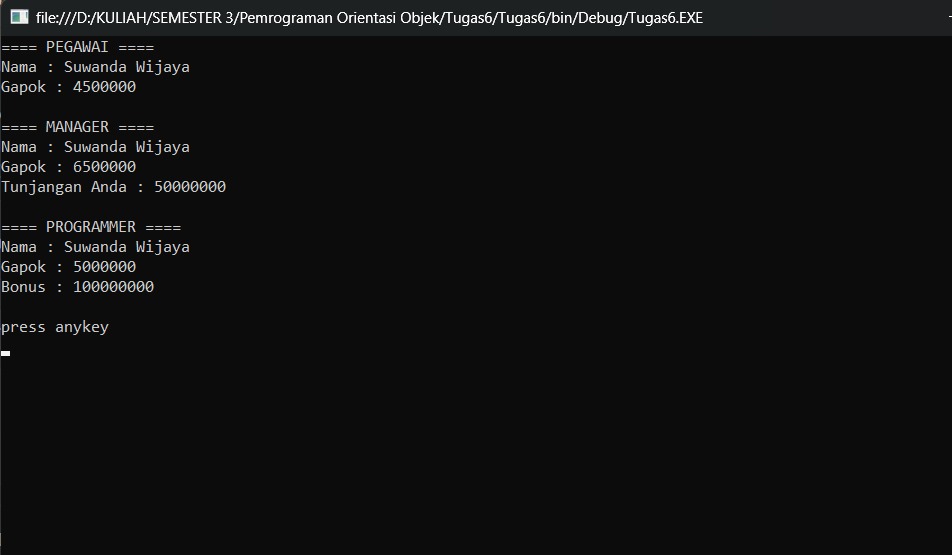 file:///D:/KULIAH/SEMESTER 3/Pemrograman Orientasi Objek/Tugas6/Tugas6/bin/Debug/Tugas6.EXE
==== PEGAWAI ====
Nama : Suwanda Wijaya
Gapok : 4500000
==== MANAGER ====
Nama : Suwanda Wijaya
Gapok : 6500000
Tunjangan Anda : 50000000
==== PROGRAMMER ====
Nama : Suwanda Wijaya
Gapok : 5000000
Bonus : 100000000
press anykey